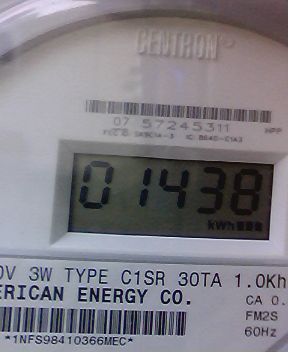 CENTRON
07 57245311
HPP
01438
kWh
0V 3W TYPE C1SR 30TA 1.0Kh
ERICAN ENERGY CO.
CA 0.
FM2S
*1NFS98410366MEC*
60Hz